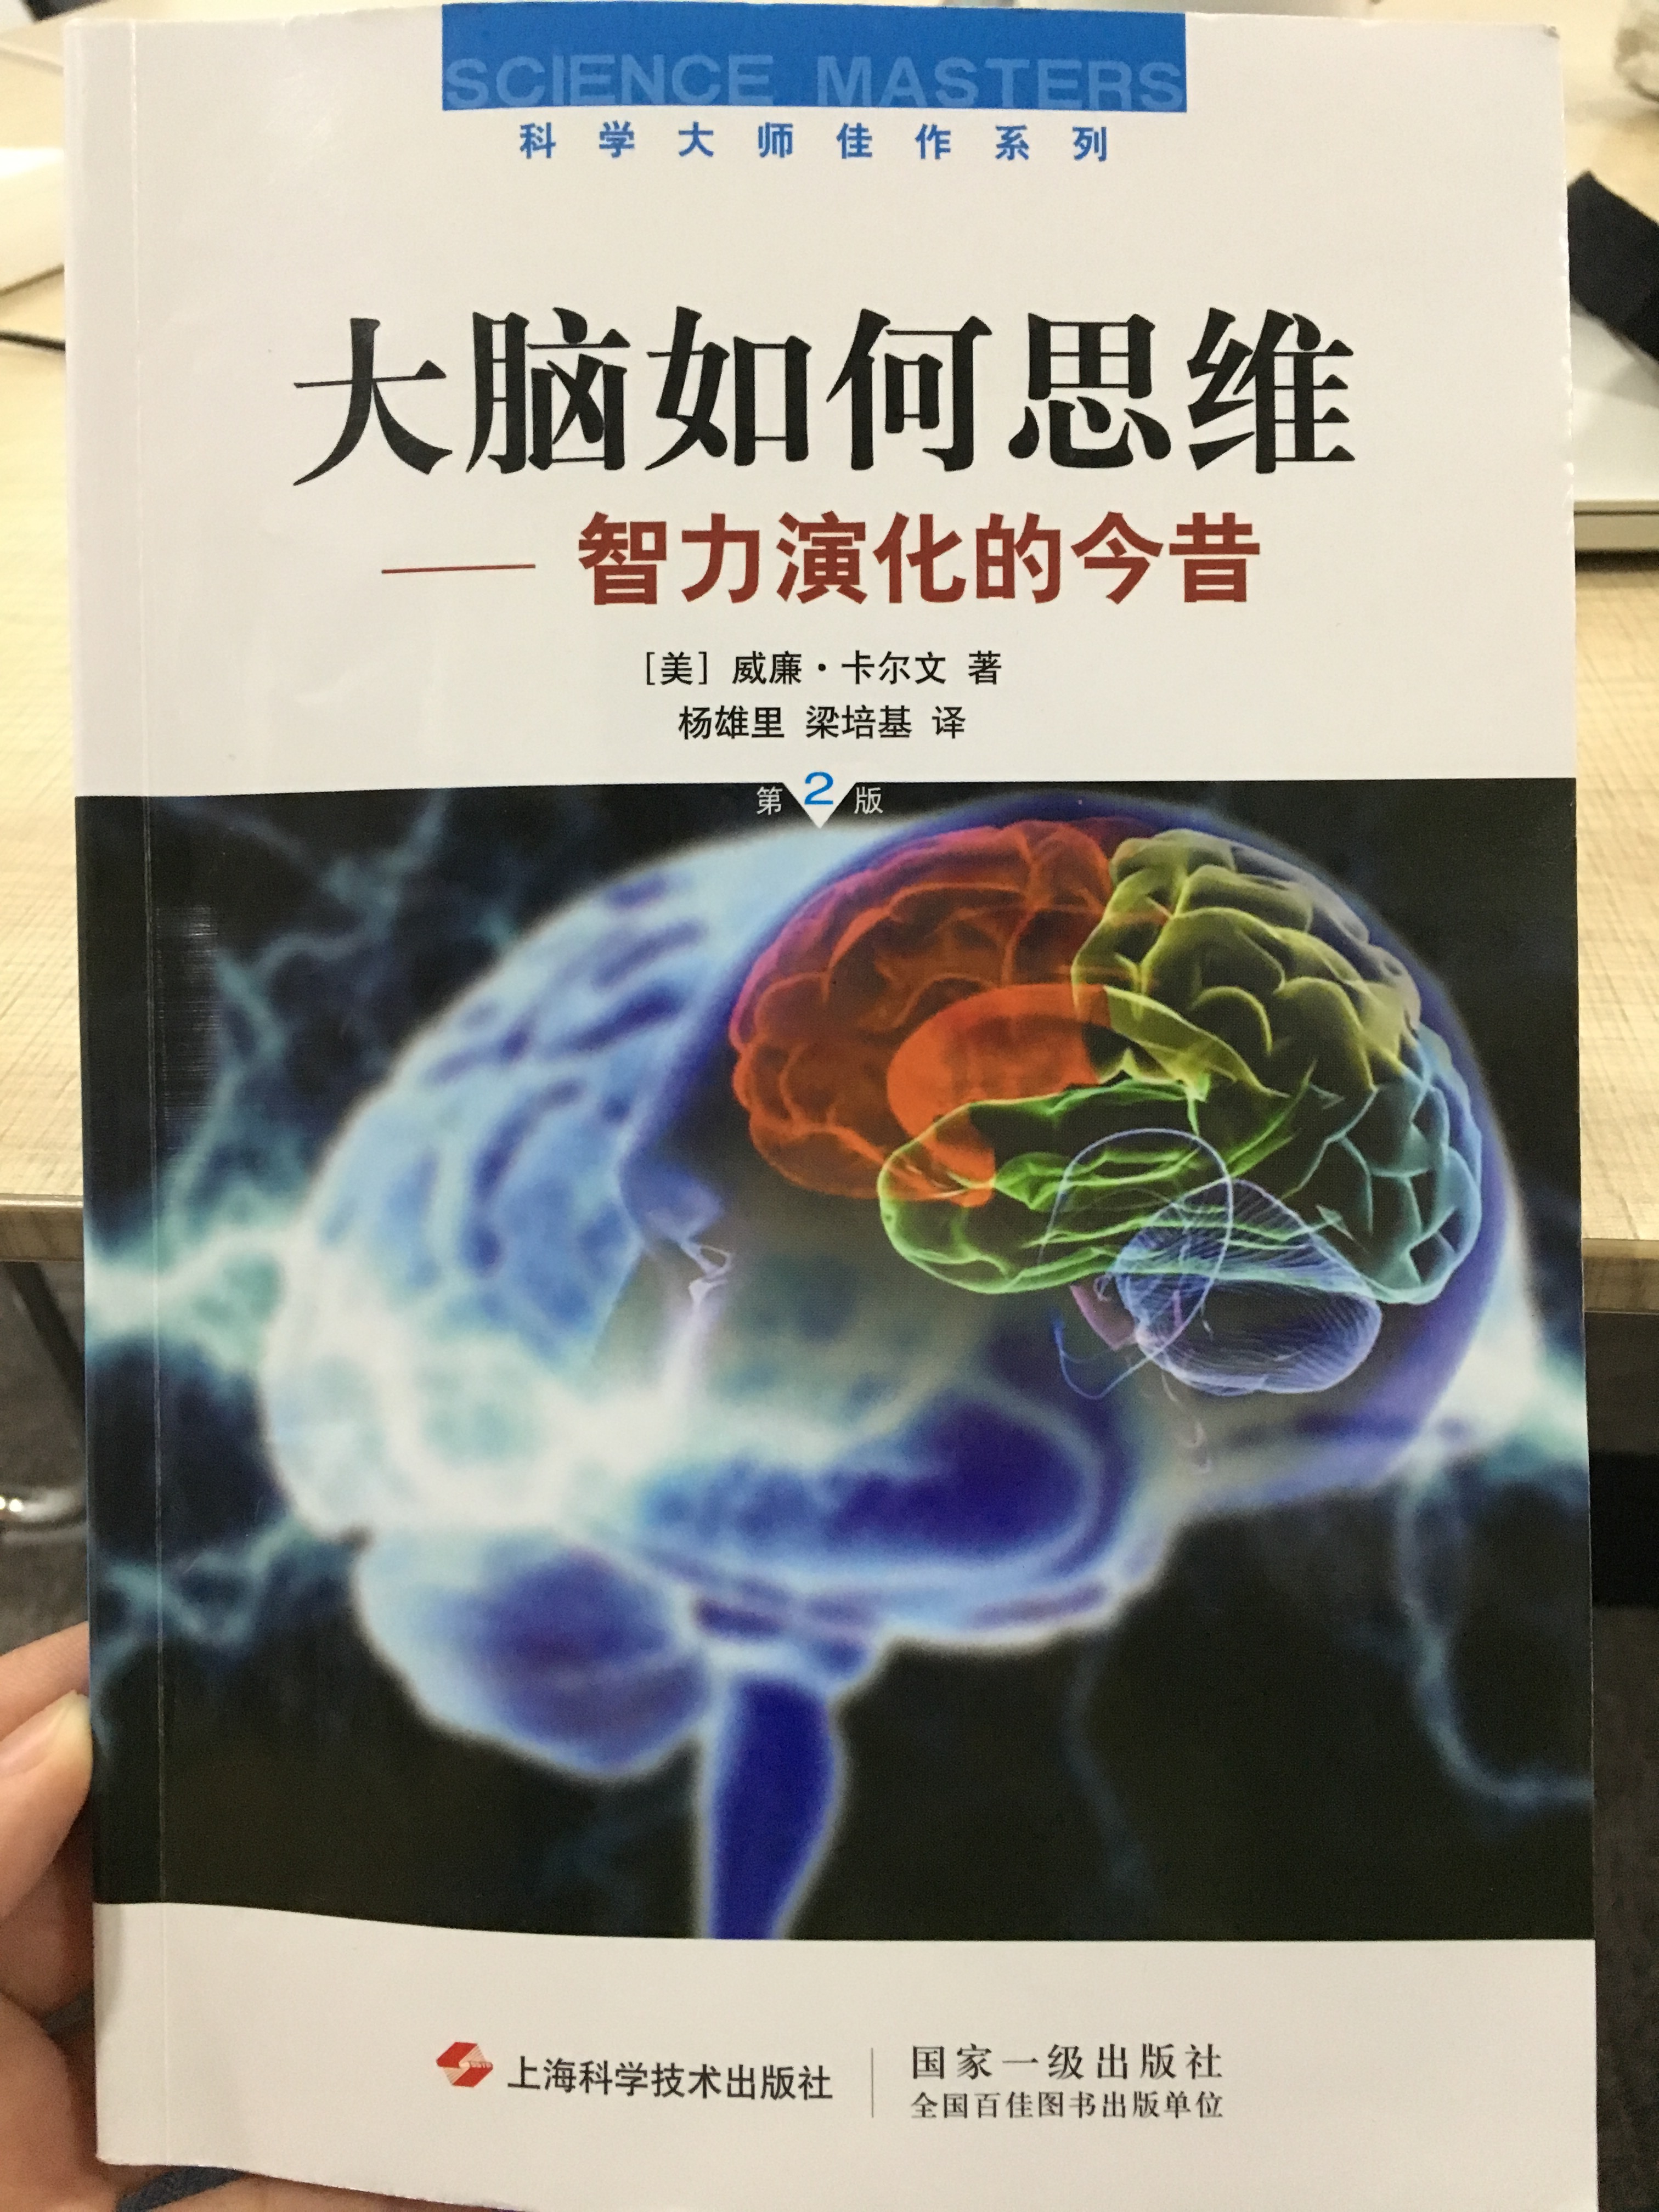 SCIENCE MASTERS
科学大师佳作系列
大脑如何思维
——智力演化的今昔
[美] 威廉·卡尔文 著
杨雄里 梁培基 译
第2版
上海科学技术出版社
国家一级出版社
全国百佳图书出版单位